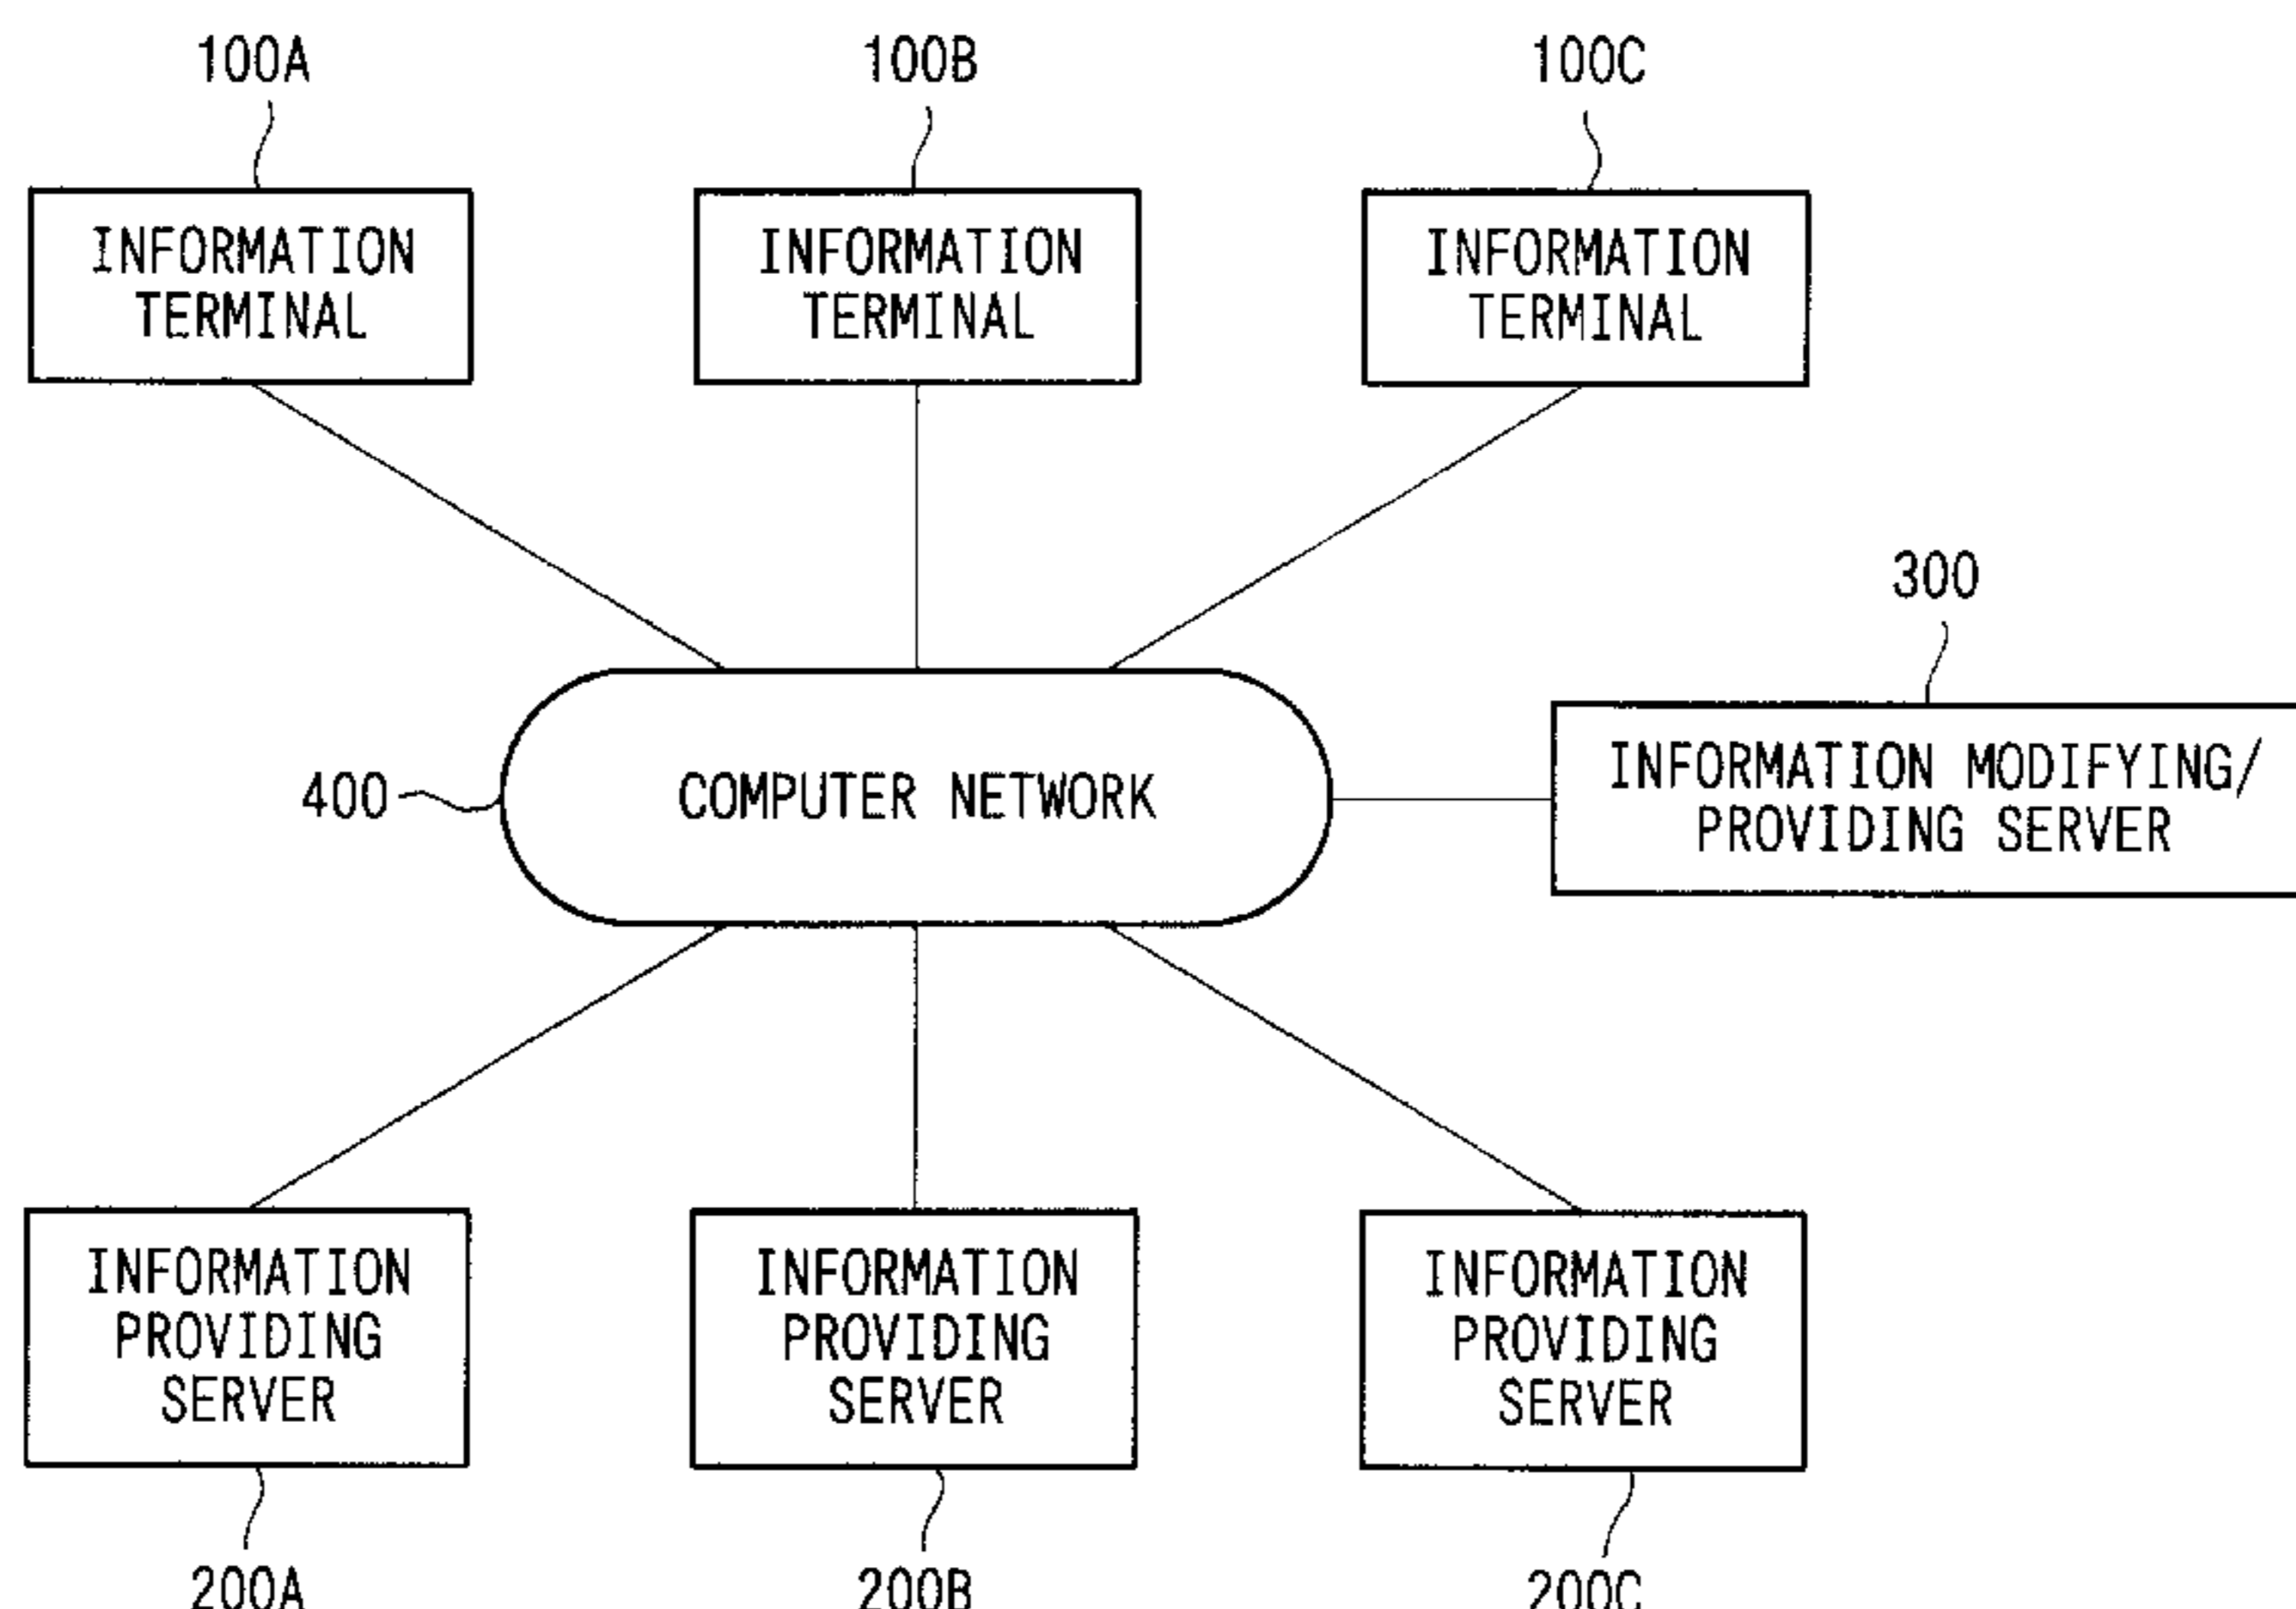 100A
100B
100C
INFORMATION
TERMINAL
INFORMATION
TERMINAL
INFORMATION
TERMINAL
300
INFORMATION MODIFYING/
PROVIDING SERVER
400
COMPUTER NETWORK
INFORMATION
PROVIDING
SERVER
INFORMATION
PROVIDING
SERVER
INFORMATION
PROVIDING
SERVER
200A
200B
200C